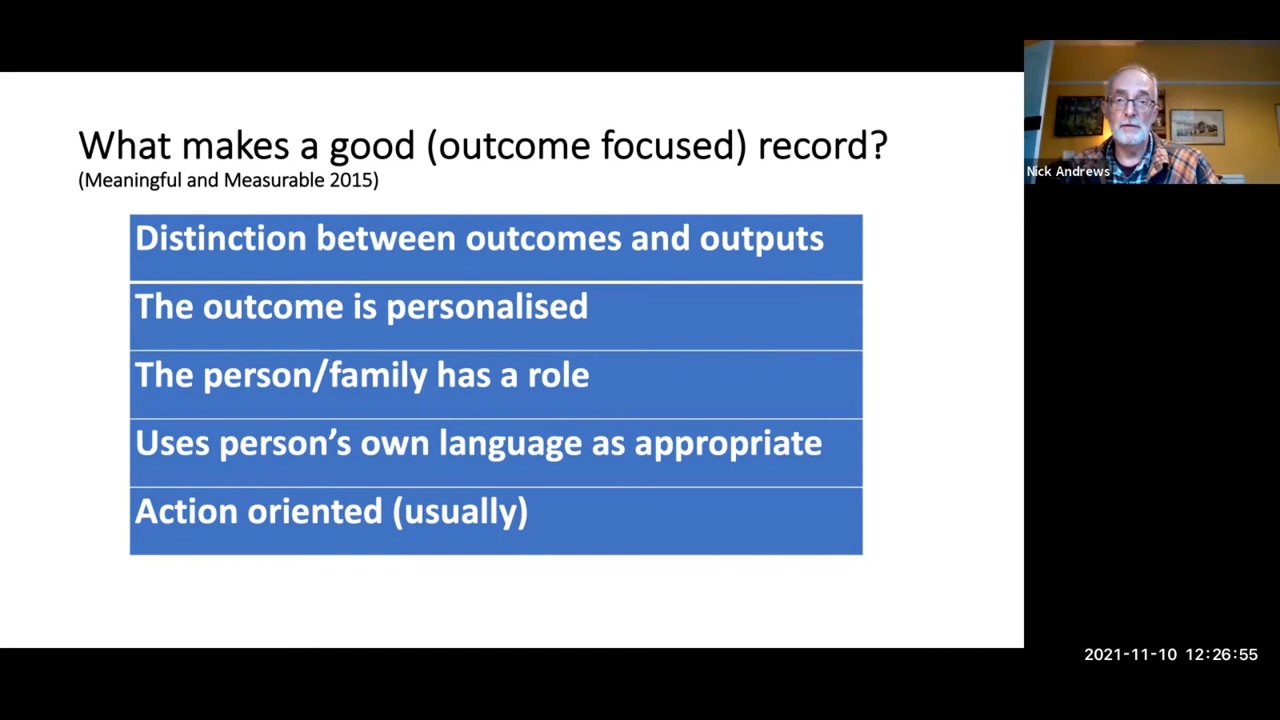 What makes a good (outcome focused) record?
(Meaningful and Measurable 2015)
Distinction between outcomes and outputs
The outcome is personalised
The person/family has a role
Uses person’s own language as appropriate
Action oriented (usually)
Nick Andrews
2021-11-10 12:26:55